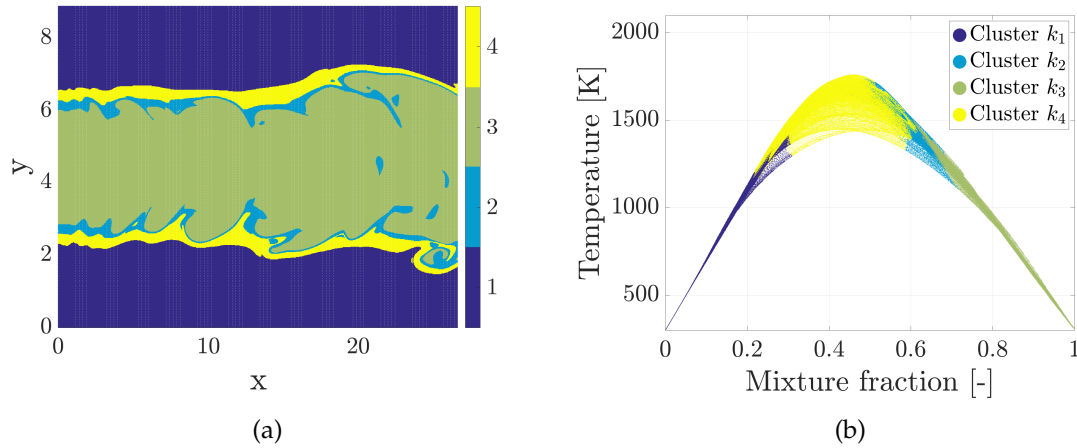 8
6
4
2
0
y
0
10
20
x
4
3
2
1
(a)
2000
1500
1000
500
Temperature [K]
0
0.2
0.4
0.6
0.8
1
Mixture fraction [-]
Cluster k₁
Cluster k₂
Cluster k₃
Cluster k₄
(b)